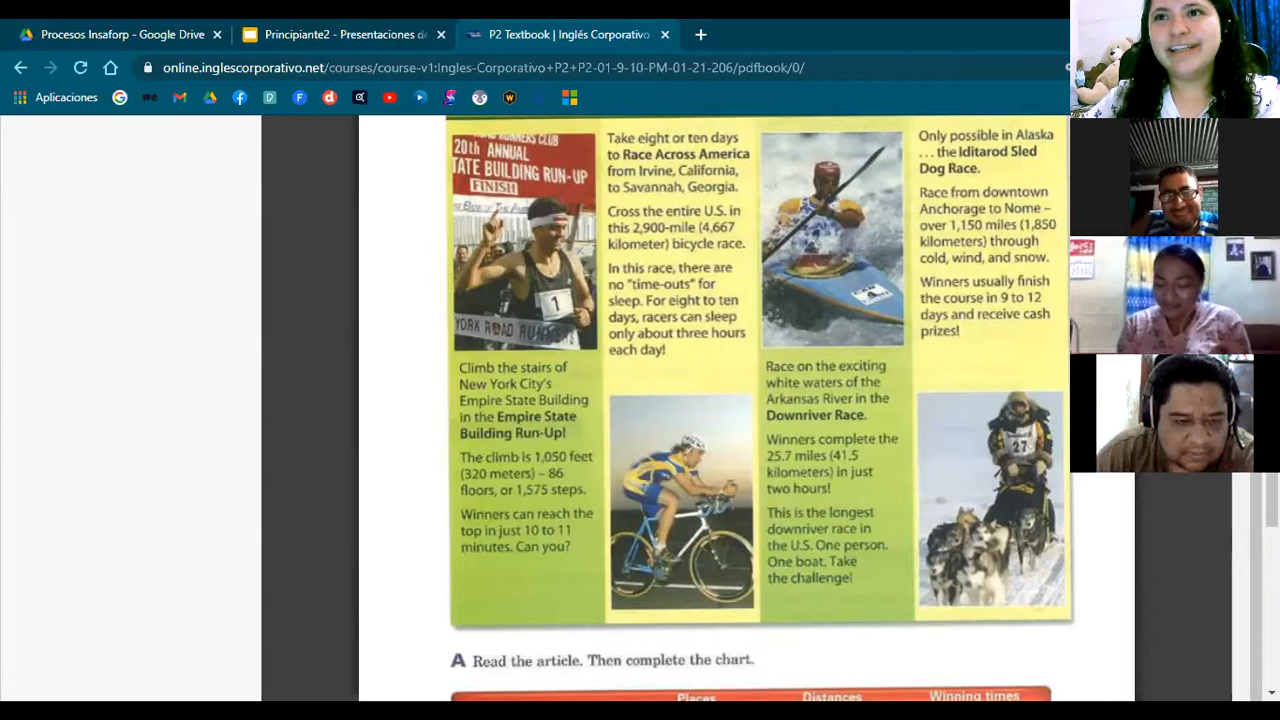 Procesos Insaforp - Google Drive
Principiante2 - Presentaciones de
P2 Textbook | Inglés Corporativo
online.inglescorporativo.net/courses/course-v1:Ingles-Corporativo+P2+P2-01-9-10-PM-01-21-206/pdfbook/0/
Aplicaciones
RUNNERS CLUB
20th ANNUAL
TATE BUILDING RUN-UP
FINISH
1
YORK ROAD RUNNERS
Climb the stairs of
New York City's
Empire State Building
in the Empire State
Building Run-Up!
The climb is 1,050 feet
(320 meters) – 86
floors, or 1,575 steps.
Winners can reach the
top in just 10 to 11
minutes. Can you?
Take eight or ten days
to Race Across America
from Irvine, California,
to Savannah, Georgia.
Cross the entire U.S. in
this 2,900-mile (4,667
kilometer) bicycle race.
In this race, there are
no "time-outs" for
sleep. For eight to ten
days, racers can sleep
only about three hours
each day!
Race on the exciting
white waters of the
Arkansas River in the
Downriver Race.
Winners complete the
25.7 miles (41.5
kilometers) in just
two hours!
This is the longest
downriver race in
the U.S. One person.
One boat. Take
the challenge!
Only possible in Alaska
. . . the Iditarod Sled
Dog Race.
Race from downtown
Anchorage to Nome –
over 1,150 miles (1,850
kilometers) through
cold, wind, and snow.
Winners usually finish
the course in 9 to 12
days and receive cash
prizes!
27
A Read the article. Then complete the chart.
Places Distances Winning times